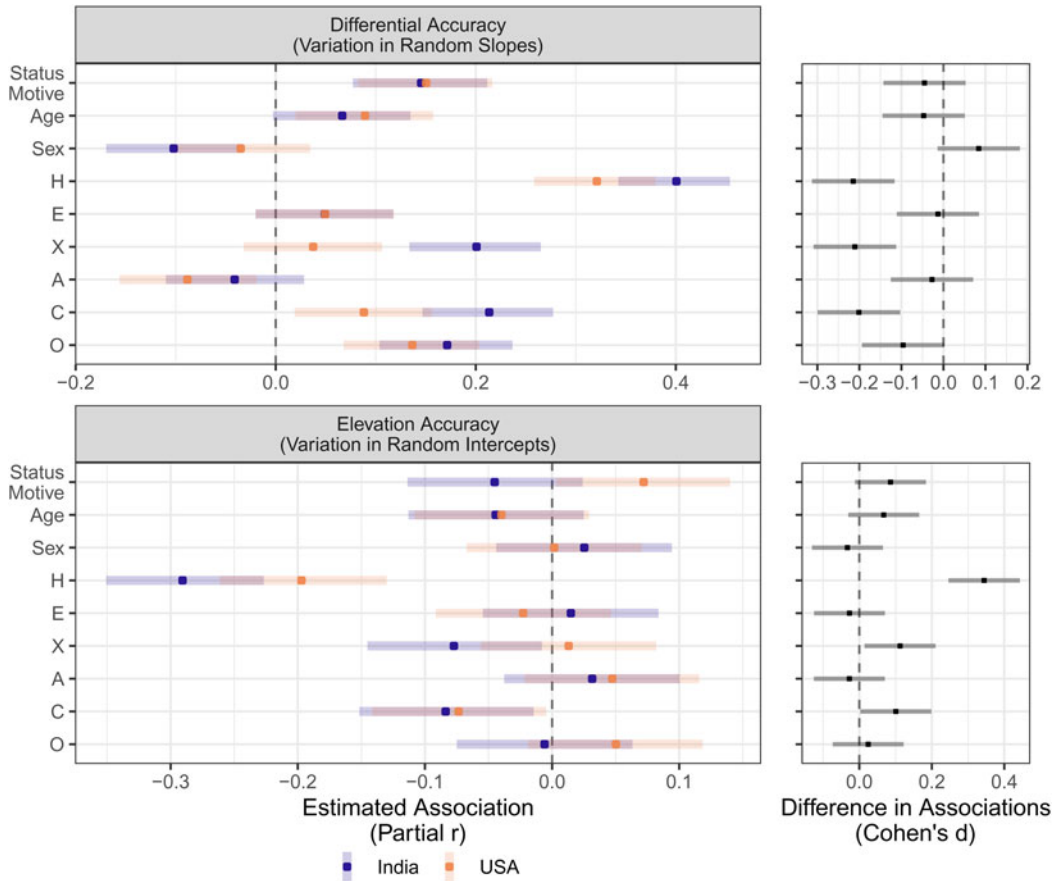 Differential Accuracy
(Variation in Random Slopes)
Status
Motive
Age
Sex
H
E
X
A
C
O
−0.2 0.0 0.2 0.4
−0.3 −0.2 −0.1 0.0 0.1 0.2
Elevation Accuracy
(Variation in Random Intercepts)
Status
Motive
Age
Sex
H
E
X
A
C
O
−0.3 −0.2 −0.1 0.0 0.1
0.0 0.2 0.4
Estimated Association
(Partial r)
Difference in Associations
(Cohen's d)
India USA